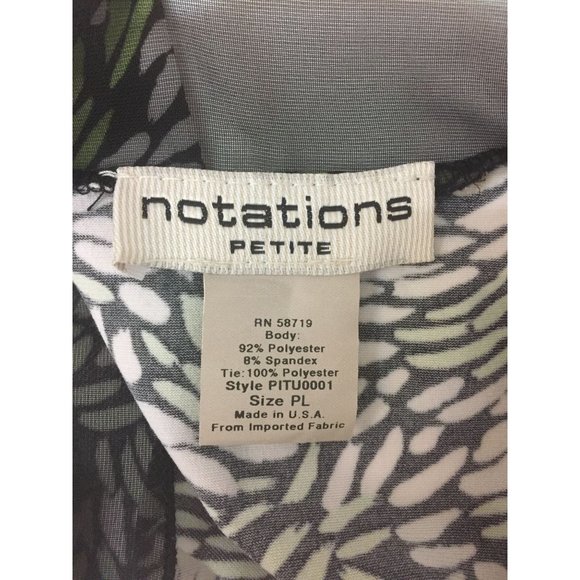 notations
PETITE
RN 58719
Body:
92% Polyester
8% Spandex
Tie:100% Polyester
Style PITU0001
Size PL
Made in U.S.A.
From Imported Fabric